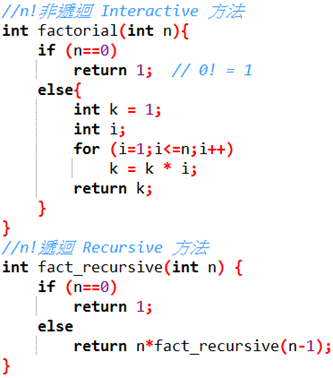 //n!非遞迴 Interactive 方法
int factorial(int n){
    if (n==0)
        return 1;  // 0! = 1
    else{
        int k = 1;
        int i;
        for (i=1;i<=n;i++)
            k = k * i;
        return k;
    }
}
//n!遞迴 Recursive 方法
int fact_recursive(int n) {
    if (n==0)
        return 1;
    else
        return n*fact_recursive(n-1);
}